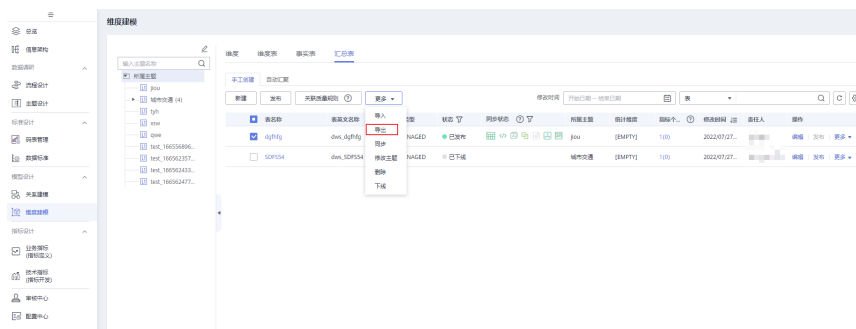 维度建模
总览
信息架构
数据调研
流程设计
主题设计
标准设计
码表管理
数据标准
模型设计
关系建模
维度建模
指标设计
业务指标
(指标定义)
技术指标
(指标开发)
审核中心
配置中心
输入主题名称
所属主题
jiou
城市交通 (4)
tyh
qwe
test_166556896...
test_166562357...
test_166562433...
test_166562477...
维度 维度表 事实表 汇总表
手工创建 自动汇聚
新建 发布 关联质量规则 更多 修改时间 开始日期 — 结束日期 表
导入
导出
同步
修改主题
删除
下线
表名称 表英文名称 型 状态 同步状态 所属主题 统计维度 指标个... 修改时间 责任人 操作
dgfhfg dws_dgfhfg NAGED 已发布 jiou [EMPTY] 1(0) 2022/07/27... 编辑 发布 更多
SDFS54 dws_SDFS54 NAGED 已下线 城市交通 [EMPTY] 1(0) 2022/07/27... 编辑 发布 更多